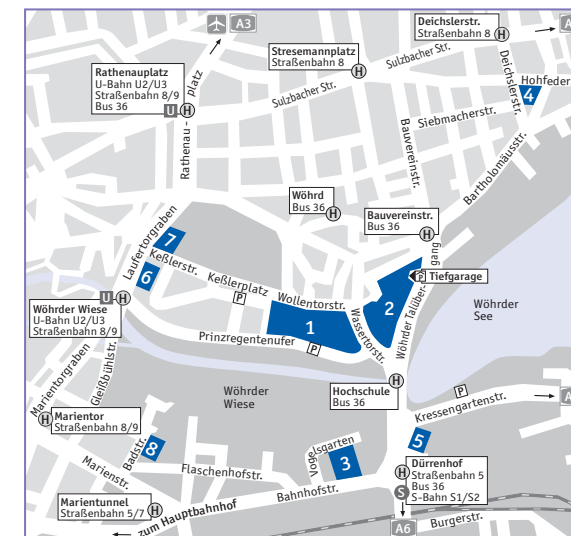 A3
Deichslerstr.
Straßenbahn 8
A
Stresemannplatz
Straßenbahn 8
Sulzbacher Str.
Rathenauplatz
U-Bahn U2/U3
Straßenbahn 8/9
Bus 36
U
H
H
H
Rathenau-
platz
Sulzbacher Str.
Deichslerstr.
Hohfeder
4
Siebmacherstr.
Bauvereinstr.
Bartholomäusstr.
Wöhrd
Bus 36
H
Bauvereinstr.
Bus 36
H
Laufertorgraben
7
Keßlerstr.
6
Keßlerplatz
P
Wollentorstr.
1
2
P
Tiefgarage
Wöhrder Talüber-
gang
Wöhrder
See
U
H
Wöhrder Wiese
U-Bahn U2/U3
Straßenbahn 8/9
Prinzregentenufer
P
Wassertorstr.
Marientorgraben
Gleißbühlstr.
Wöhrder
Wiese
Hochschule
Bus 36
H
P
Kressengartenstr.
A
H
Marientor
Straßenbahn 8/9
Badstr.
8
Marienstr.
Flaschenhofstr.
Vogelsgarten
3
5
Dürrenhof
Straßenbahn 5
Bus 36
S-Bahn S1/S2
H
S
Bahnhofstr.
Marientunnel
Straßenbahn 5/7
H
zum Hauptbahnhof
A6
Burgerstr.